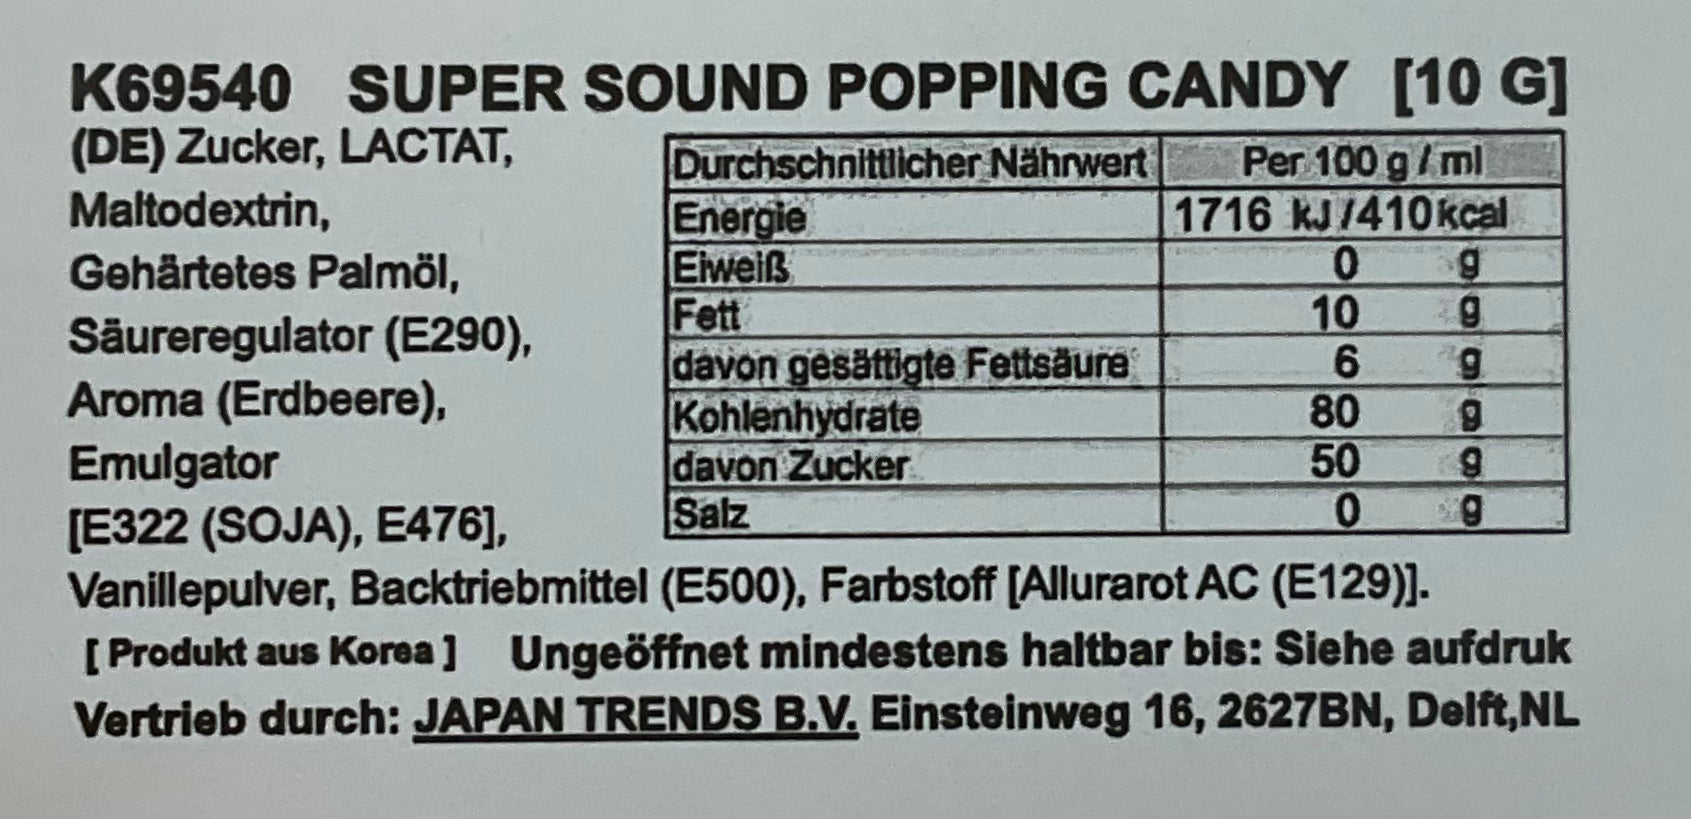 K69540 SUPER SOUND POPPING CANDY [10 G]
(DE) Zucker, LACTAT,
Maltodextrin,
Gehärtetes Palmöl,
Säureregulator (E290),
Aroma (Erdbeere),
Emulgator
[E322 (SOJA), E476],
Vanillepulver, Backtriebmittel (E500), Farbstoff [Allurarot AC (E129)].
Durchschnittlicher Nährwert Per 100 g / ml
Energie 1716 kJ/410kcal
Eiweiß 0 g
Fett 10 g
davon gesättigte Fettsäure 6 g
Kohlenhydrate 80 g
davon Zucker 50 g
Salz 0 g
[ Produkt aus Korea ] Ungeöffnet mindestens haltbar bis: Siehe aufdruk
Vertrieb durch: JAPAN TRENDS B.V. Einsteinweg 16, 2627BN, Delft,NL